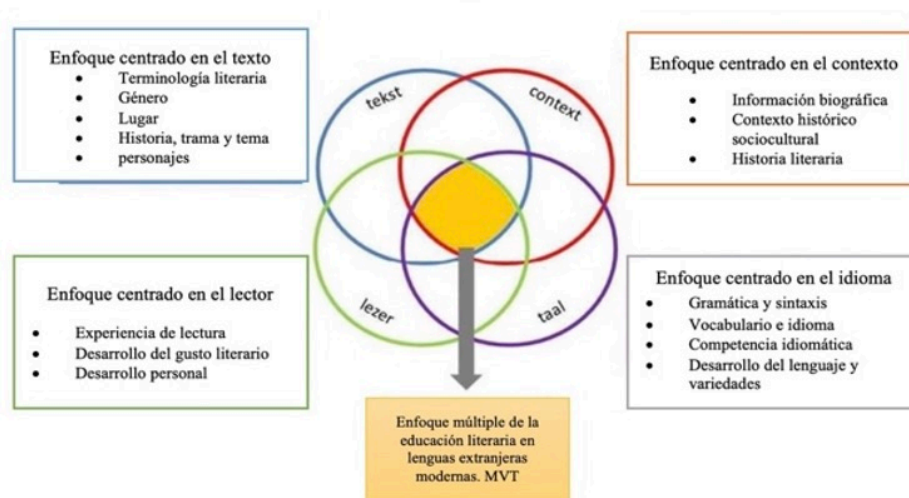 Enfoque centrado en el texto
• Terminología literaria
• Género
• Lugar
• Historia, trama y tema
personajes
tekst
context
Enfoque centrado en el contexto
• Información biográfica
• Contexto histórico
sociocultural
• Historia literaria
Enfoque centrado en el lector
• Experiencia de lectura
• Desarrollo del gusto literario
• Desarrollo personal
lezer
taal
Enfoque centrado en el idioma
• Gramática y sintaxis
• Vocabulario e idioma
• Competencia idiomática
• Desarrollo del lenguaje y
variedades
Enfoque múltiple de la
educación literaria en
lenguas extranjeras
modernas. MVT